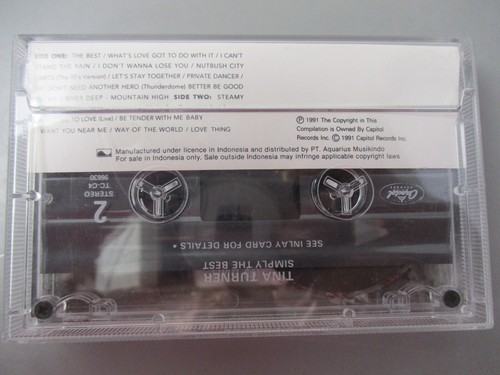 SIDE ONE: THE BEST / WHAT'S LOVE GOT TO DO WITH IT / I CAN'T
STAND THE RAIN / I DON'T WANNA LOSE YOU / NUTBUSH CITY
LIMITS (The 90's Version) / LET'S STAY TOGETHER / PRIVATE DANCER /
WE DON'T NEED ANOTHER HERO (Thunderdome) BETTER BE GOOD
DEEP - MOUNTAIN HIGH SIDE TWO: STEAMY
TO LOVE (Live) / BE TENDER WITH ME BABY
WANT YOU NEAR ME / WAY OF THE WORLD / LOVE THING
℗ 1991 The Copyright in This
Compilation is Owned By Capitol
Records Inc. © 1991 Capitol Records Inc.
Manufactured under licence in Indonesia and distributed by PT. Aquarius Musikindo
For sale in Indonesia only. Sale outside Indonesia may infringe applicable copyright laws
2
STEREO
TC-C4
96630
Capitol
RECORDS
• SEE INLAY CARD FOR DETAILS •
SIMPLY THE BEST
TINA TURNER